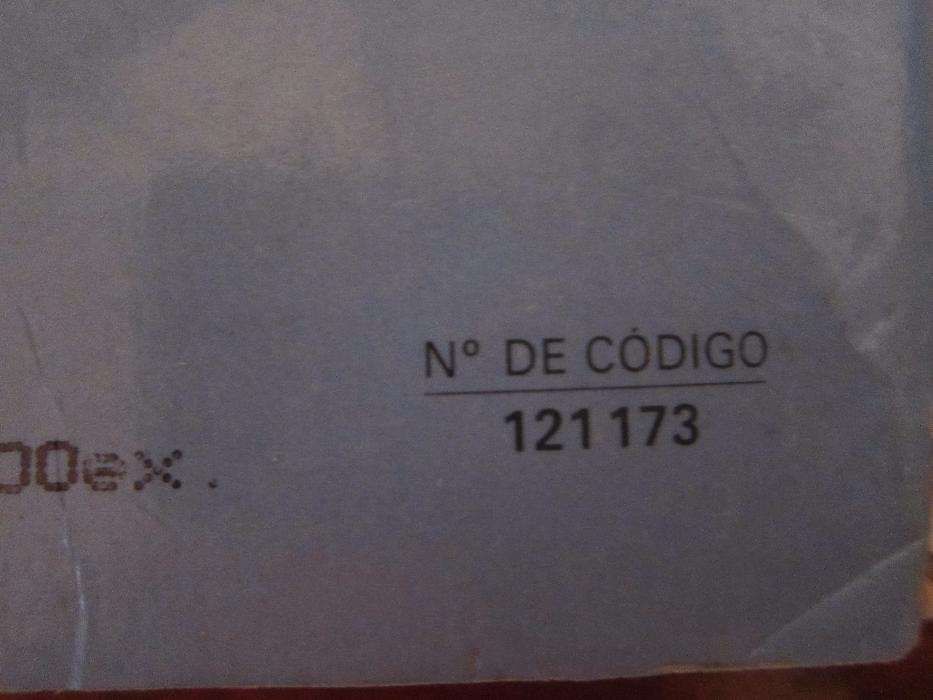 Nº DE CÓDIGO
121 173
00ex.